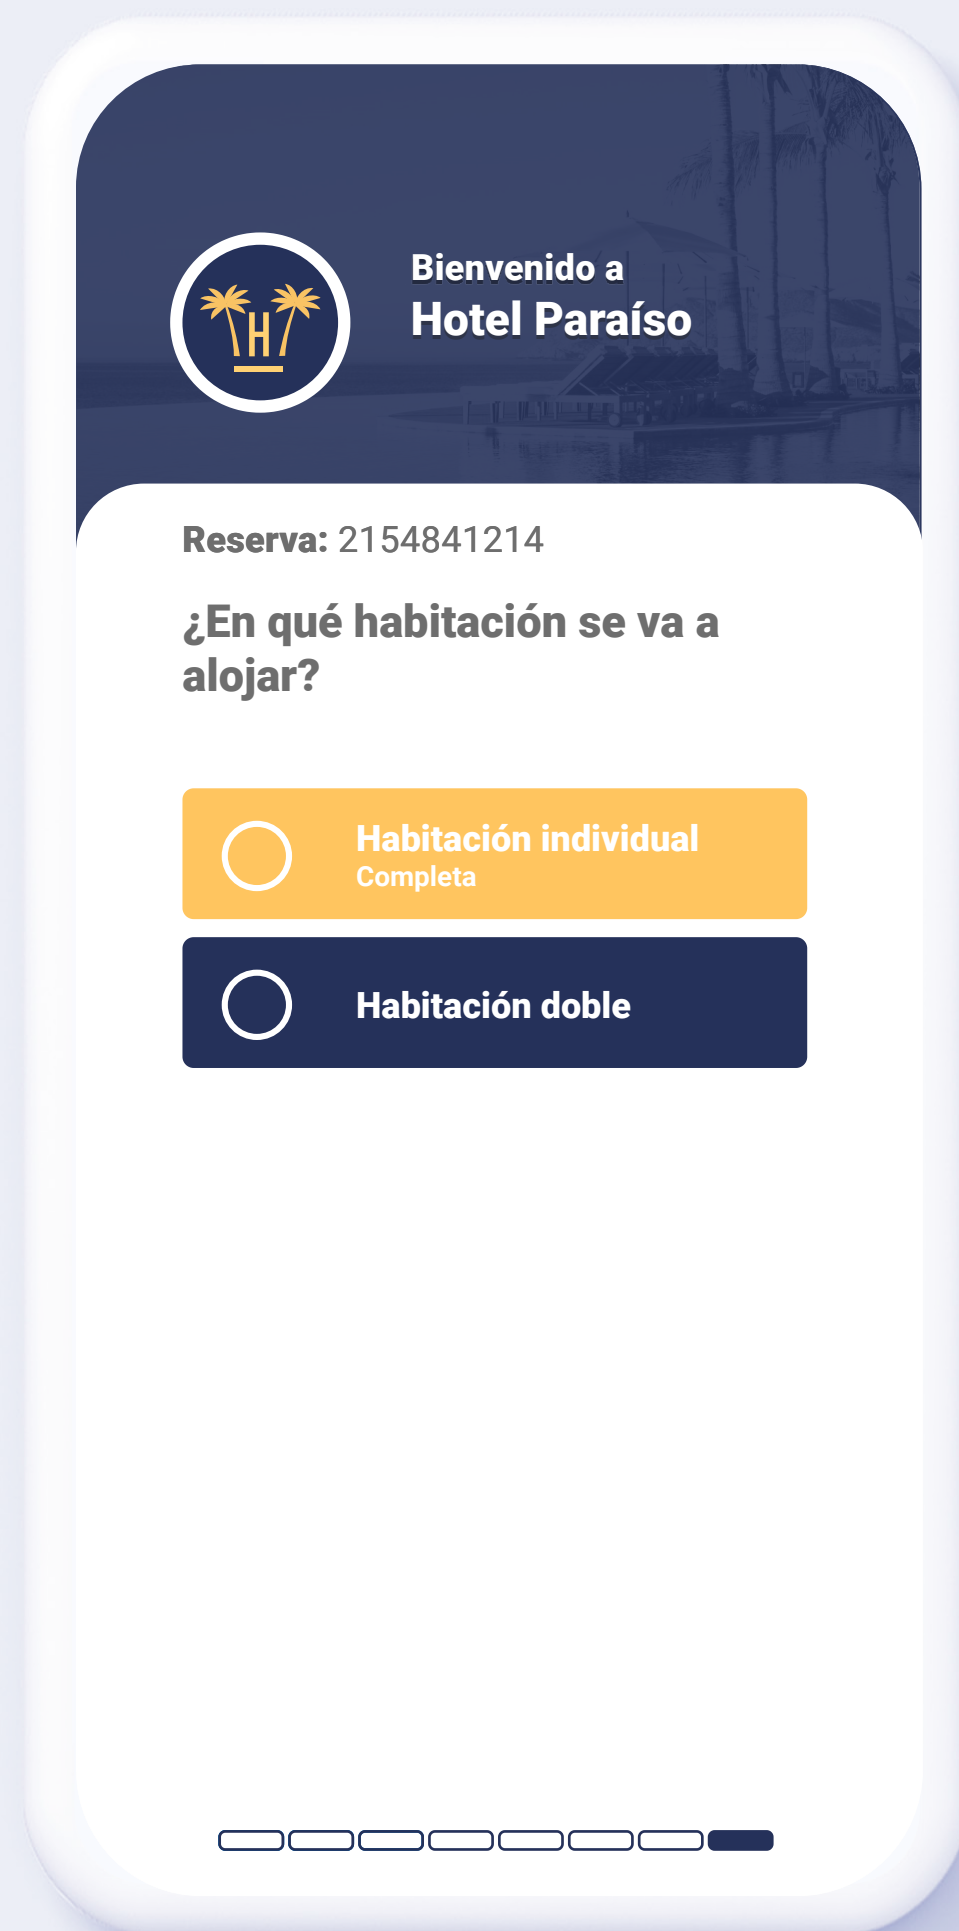 H
Bienvenido a
Hotel Paraíso
Reserva: 2154841214
¿En qué habitación se va a
alojar?
Habitación individual
Completa
Habitación doble